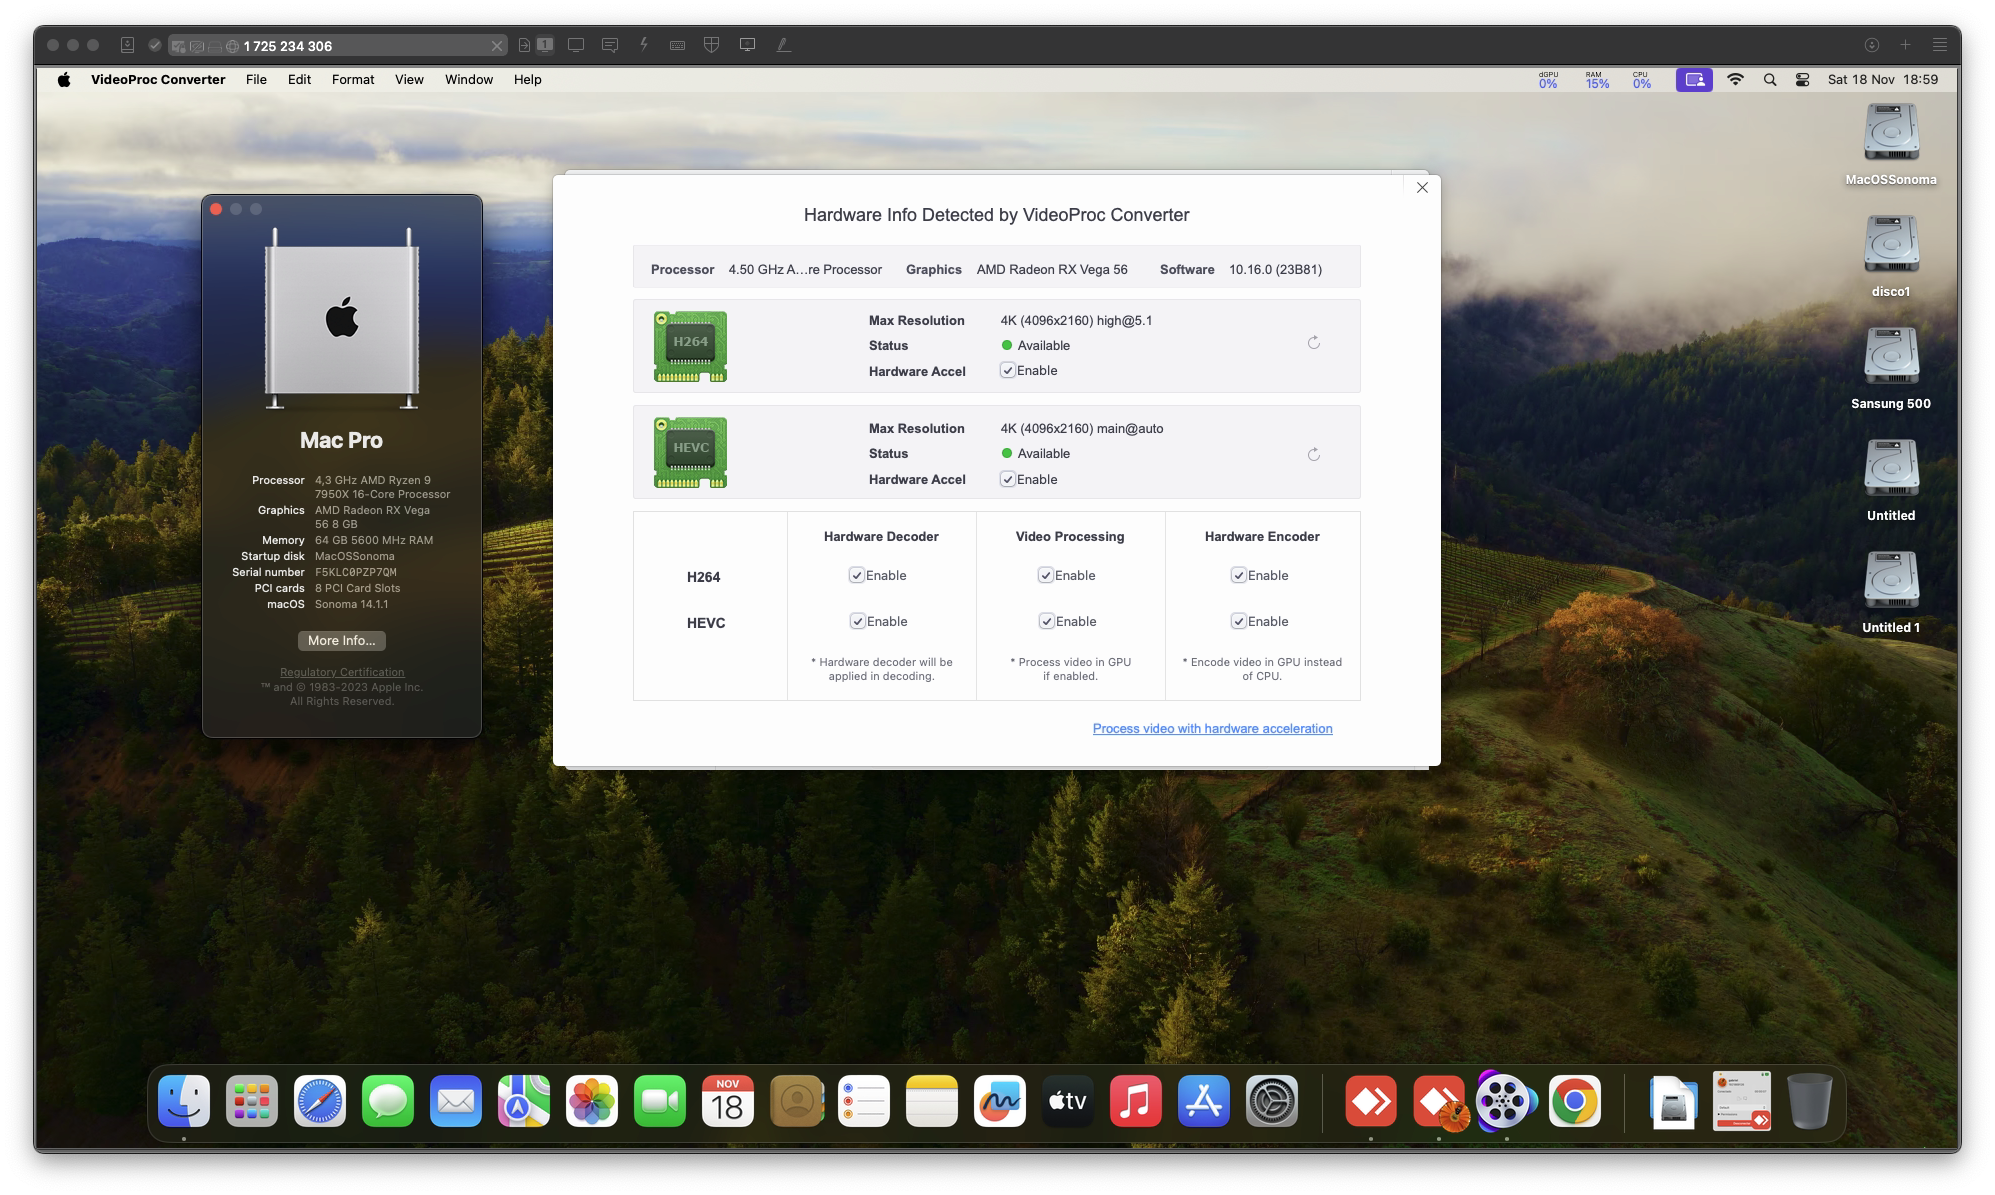 1 725 234 306
1
VideoProc Converter File Edit Format View Window Help
dGPU 0% RAM 15% CPU 0% Sat 18 Nov 18:59
MacOSSonoma
disco1
Sansung 500
Untitled
Untitled 1
Mac Pro
Processor 4,3 GHz AMD Ryzen 9
7950X 16-Core Processor
Graphics AMD Radeon RX Vega
56 8 GB
Memory 64 GB 5600 MHz RAM
Startup disk MacOSSonoma
Serial number F5KLC0PZP7QM
PCI cards 8 PCI Card Slots
macOS Sonoma 14.1.1
More Info...
Regulatory Certification
™ and © 1983-2023 Apple Inc.
All Rights Reserved.
Hardware Info Detected by VideoProc Converter
Processor 4.50 GHz A...re Processor Graphics AMD Radeon RX Vega 56 Software 10.16.0 (23B81)
H264
Max Resolution 4K (4096x2160) high@5.1
Status Available
Hardware Accel Enable
HEVC
Max Resolution 4K (4096x2160) main@auto
Status Available
Hardware Accel Enable
Hardware Decoder Video Processing Hardware Encoder
H264 Enable Enable Enable
HEVC Enable Enable Enable
* Hardware decoder will be
applied in decoding.
* Process video in GPU
if enabled.
* Encode video in GPU instead
of CPU.
Process video with hardware acceleration
NOV
18
tv